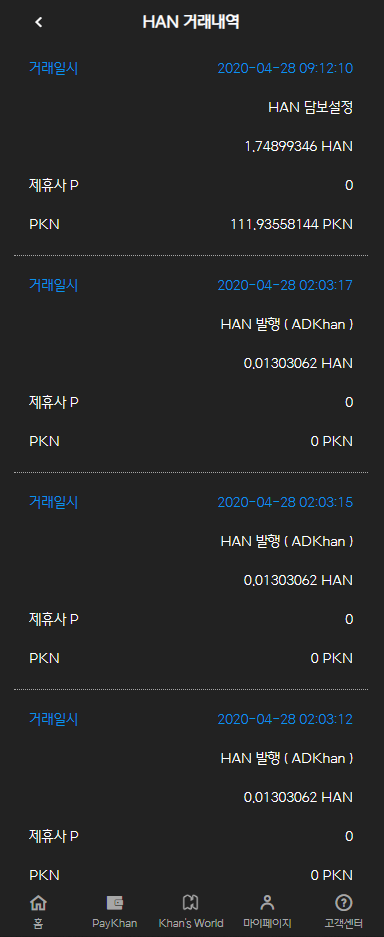 HAN 거래내역
거래일시 2020-04-28 09:12:10
HAN 담보설정
1.74899346 HAN
제휴사 P 0
PKN 111.93558144 PKN
거래일시 2020-04-28 02:03:17
HAN 발행 ( ADKhan )
0.01303062 HAN
제휴사 P 0
PKN 0 PKN
거래일시 2020-04-28 02:03:15
HAN 발행 ( ADKhan )
0.01303062 HAN
제휴사 P 0
PKN 0 PKN
거래일시 2020-04-28 02:03:12
HAN 발행 ( ADKhan )
0.01303062 HAN
제휴사 P 0
PKN 0 PKN
홈 PayKhan Khan's World 마이페이지 고객센터